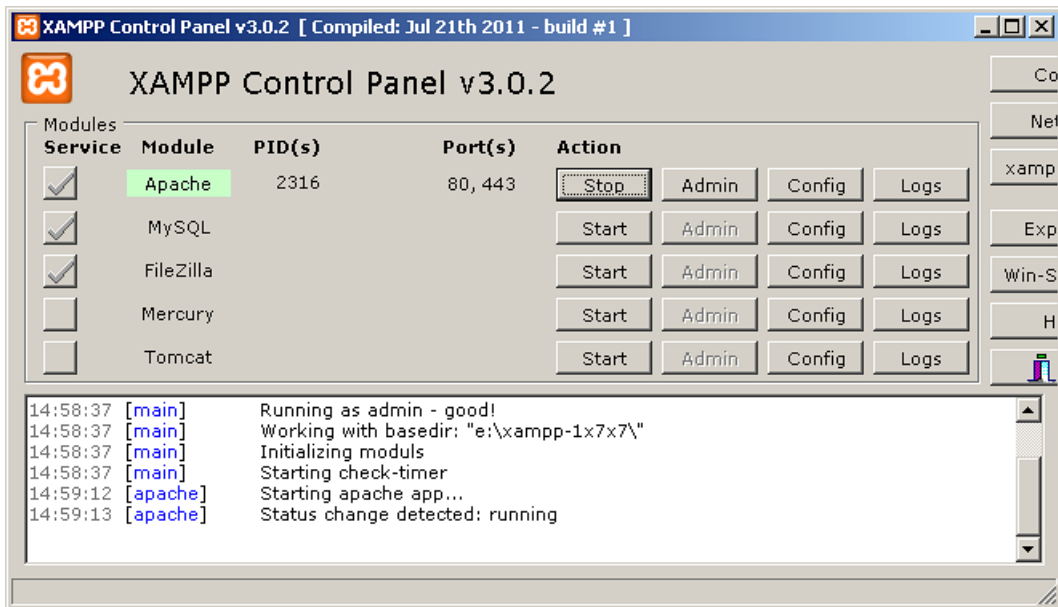 XAMPP Control Panel v3.0.2 [ Compiled: Jul 21th 2011 - build #1 ]
XAMPP Control Panel v3.0.2
Co
Modules
Net
Service Module PID(s) Port(s) Action
Apache 2316 80, 443 Stop Admin Config Logs
xamp
MySQL Start Admin Config Logs
Exp
FileZilla Start Admin Config Logs
Win-S
Mercury Start Admin Config Logs
H
Tomcat Start Admin Config Logs
14:58:37 [main] Running as admin - good!
14:58:37 [main] Working with basedir: "e:\xampp-1x7x7\"
14:58:37 [main] Initializing moduls
14:58:37 [main] Starting check-timer
14:59:12 [apache] Starting apache app...
14:59:13 [apache] Status change detected: running